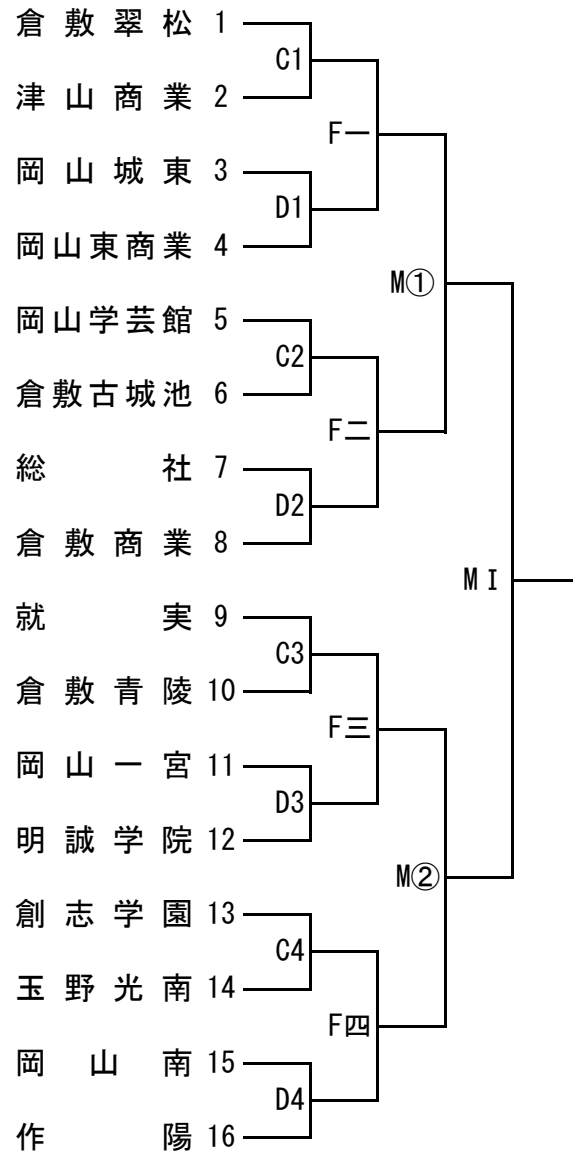 倉敷翠松 1
C1
津山商業 2
F一
岡山城東 3
D1
岡山東商業 4
M①
岡山学芸館 5
C2
倉敷古城池 6
F二
総社 7
D2
倉敷商業 8
MⅠ
就実 9
C3
倉敷青陵 10
F三
岡山一宮 11
D3
明誠学院 12
M②
創志学園 13
C4
玉野光南 14
F四
岡山南 15
D4
作陽 16